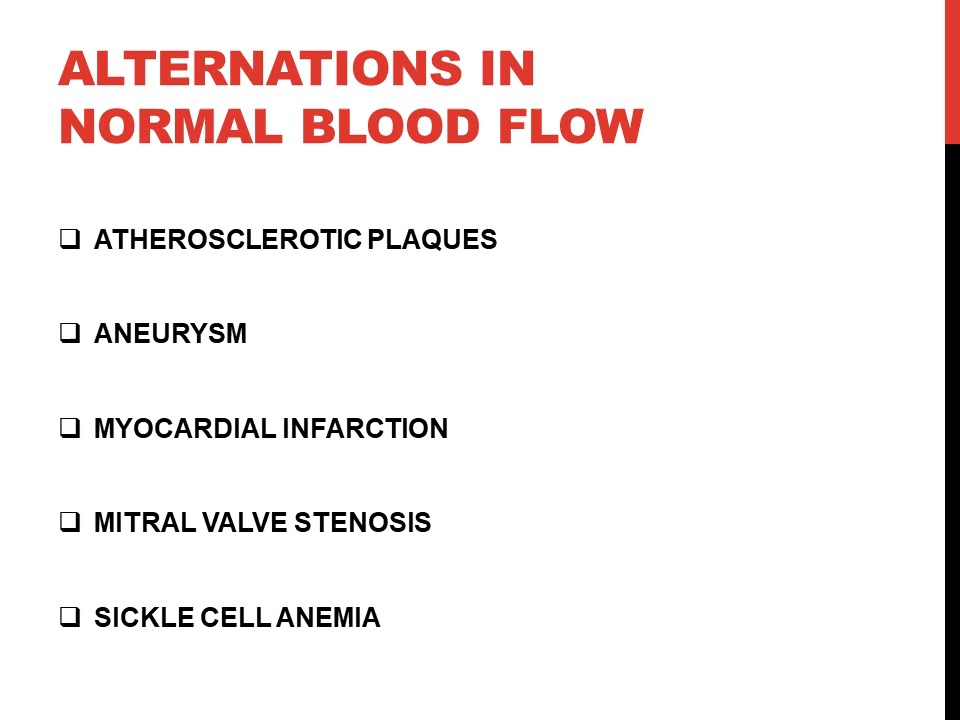 ALTERNATIONS IN
NORMAL BLOOD FLOW
❑ ATHEROSCLEROTIC PLAQUES
❑ ANEURYSM
❑ MYOCARDIAL INFARCTION
❑ MITRAL VALVE STENOSIS
❑ SICKLE CELL ANEMIA